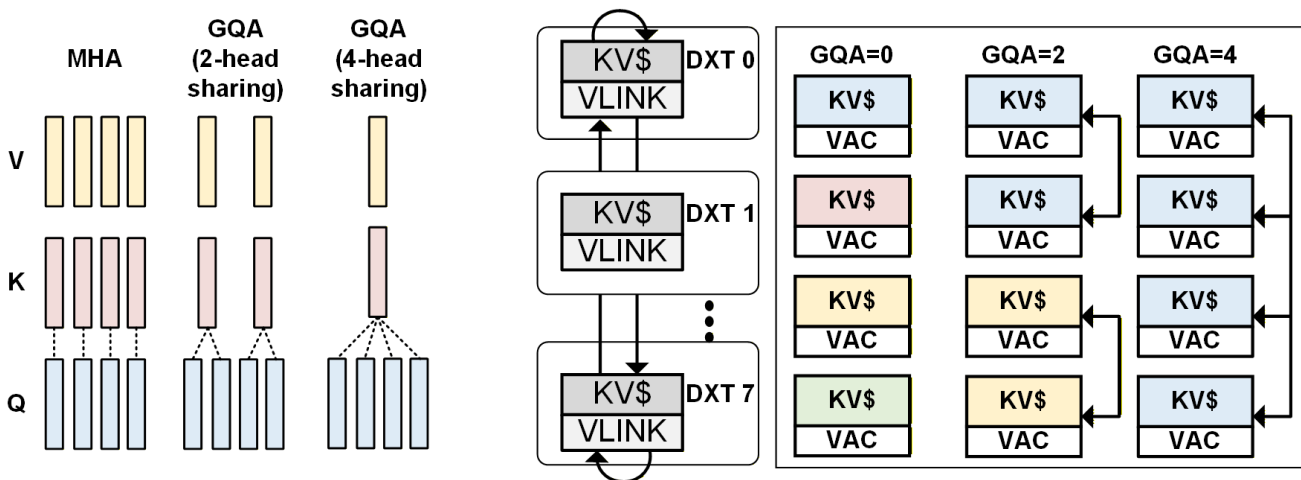 MHA
GQA
(2-head
sharing)
GQA
(4-head
sharing)
V
K
Q
KV$
VLINK
DXT 0
KV$
VLINK
DXT 1
KV$
VLINK
DXT 7
GQA=0
GQA=2
GQA=4
KV$
KV$
KV$
VAC
VAC
VAC
KV$
KV$
KV$
VAC
VAC
VAC
KV$
KV$
KV$
VAC
VAC
VAC
KV$
KV$
KV$
VAC
VAC
VAC